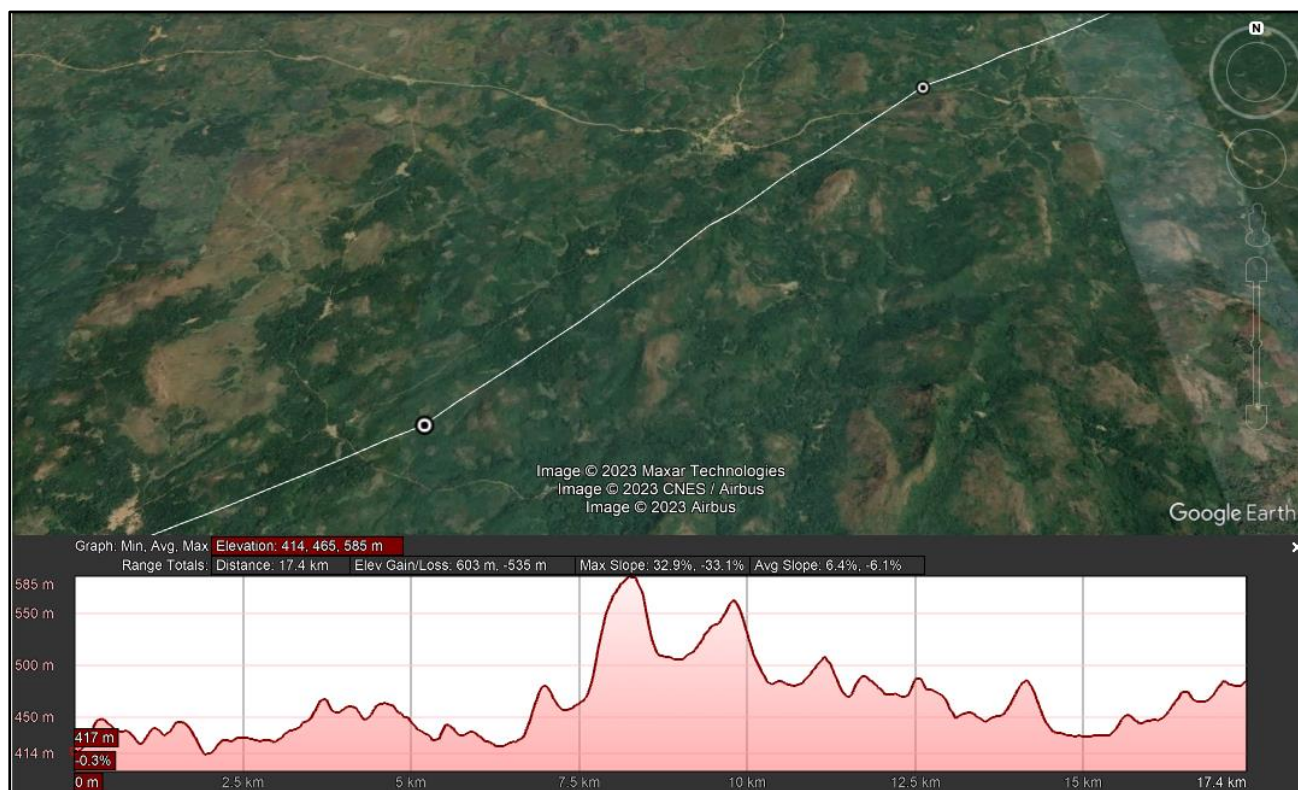 N
Image © 2023 Maxar Technologies
Image © 2023 CNES / Airbus
Image © 2023 Airbus
Google Earth
Graph: Min, Avg, Max Elevation: 414, 465, 585 m
Range Totals: Distance: 17.4 km Elev Gain/Loss: 603 m, -535 m Max Slope: 32.9%, -33.1% Avg Slope: 6.4%, -6.1%
585 m
550 m
500 m
450 m
414 m
417 m
-0.3%
0 m 2.5 km 5 km 7.5 km 10 km 12.5 km 15 km 17.4 km